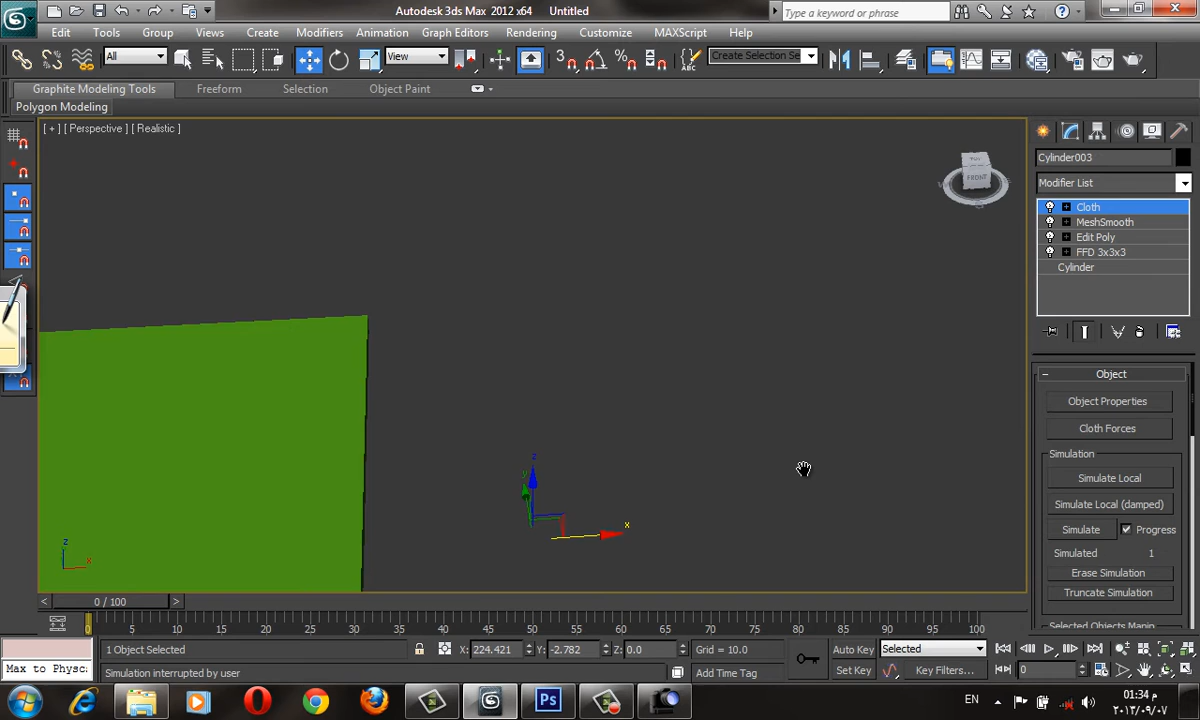 Autodesk 3ds Max 2012 x64 Untitled
Type a keyword or phrase
Edit Tools Group Views Create Modifiers Animation Graph Editors Rendering Customize MAXScript Help
All View Create Selection Se
Graphite Modeling Tools Freeform Selection Object Paint
Polygon Modeling
[ + ] [ Perspective ] [ Realistic ]
FRONT
Cylinder003
Modifier List
Cloth
MeshSmooth
Edit Poly
FFD 3x3x3
Cylinder
Object
Object Properties
Cloth Forces
Simulation
Simulate Local
Simulate Local (damped)
Simulate Progress
Simulated 1
Erase Simulation
Truncate Simulation
z
y
x
z
x
0 / 100
0 5 10 15 20 25 30 35 40 45 50 55 60 65 70 75 80 85 90 95 100
1 Object Selected X: 224.421 Y: -2.782 Z: 0.0 Grid = 10.0 Auto Key Selected
Max to Physc Simulation interrupted by user Add Time Tag Set Key Key Filters... 0
EN
01:34 م
٢٠١٣/٠٩/٠٧